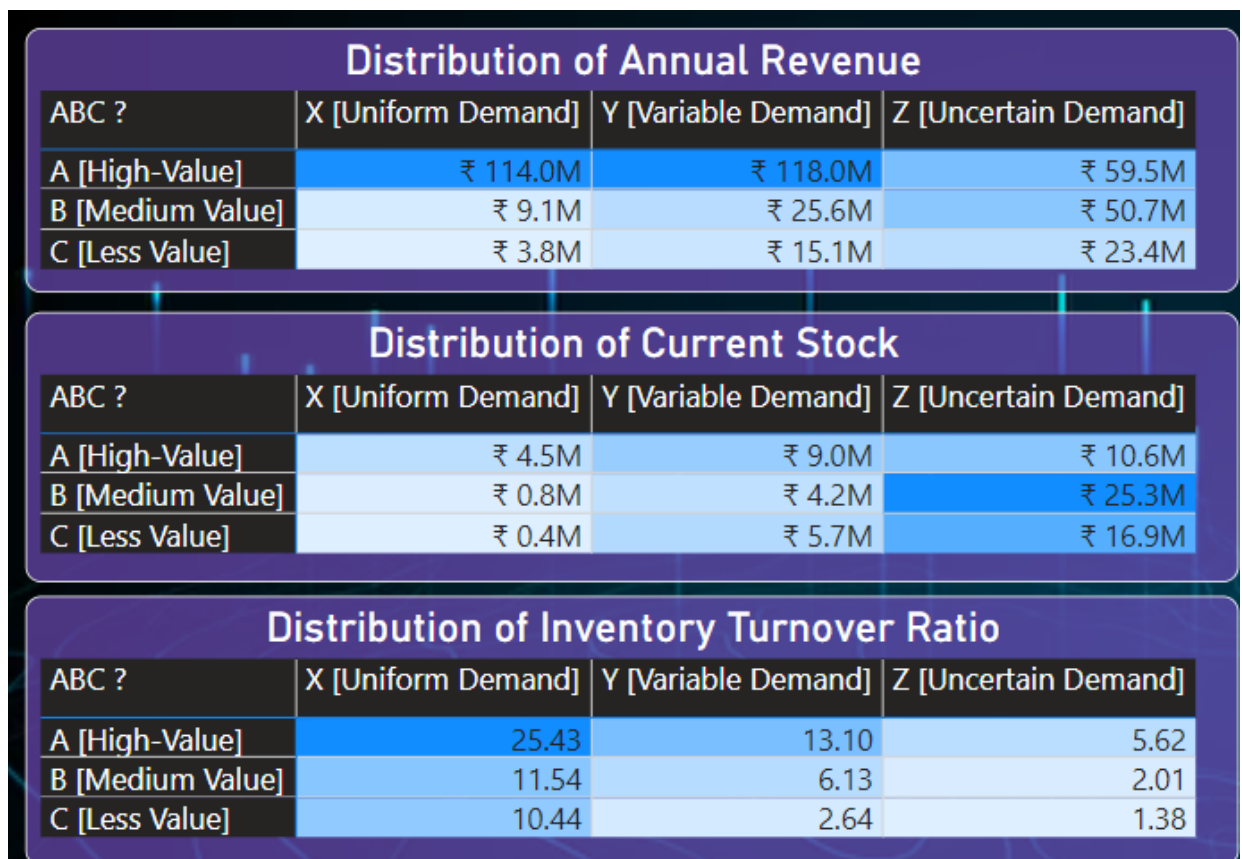 Distribution of Annual Revenue
ABC ? X [Uniform Demand] Y [Variable Demand] Z [Uncertain Demand]
A [High-Value] ₹ 114.0M ₹ 118.0M ₹ 59.5M
B [Medium Value] ₹ 9.1M ₹ 25.6M ₹ 50.7M
C [Less Value] ₹ 3.8M ₹ 15.1M ₹ 23.4M
Distribution of Current Stock
ABC ? X [Uniform Demand] Y [Variable Demand] Z [Uncertain Demand]
A [High-Value] ₹ 4.5M ₹ 9.0M ₹ 10.6M
B [Medium Value] ₹ 0.8M ₹ 4.2M ₹ 25.3M
C [Less Value] ₹ 0.4M ₹ 5.7M ₹ 16.9M
Distribution of Inventory Turnover Ratio
ABC ? X [Uniform Demand] Y [Variable Demand] Z [Uncertain Demand]
A [High-Value] 25.43 13.10 5.62
B [Medium Value] 11.54 6.13 2.01
C [Less Value] 10.44 2.64 1.38